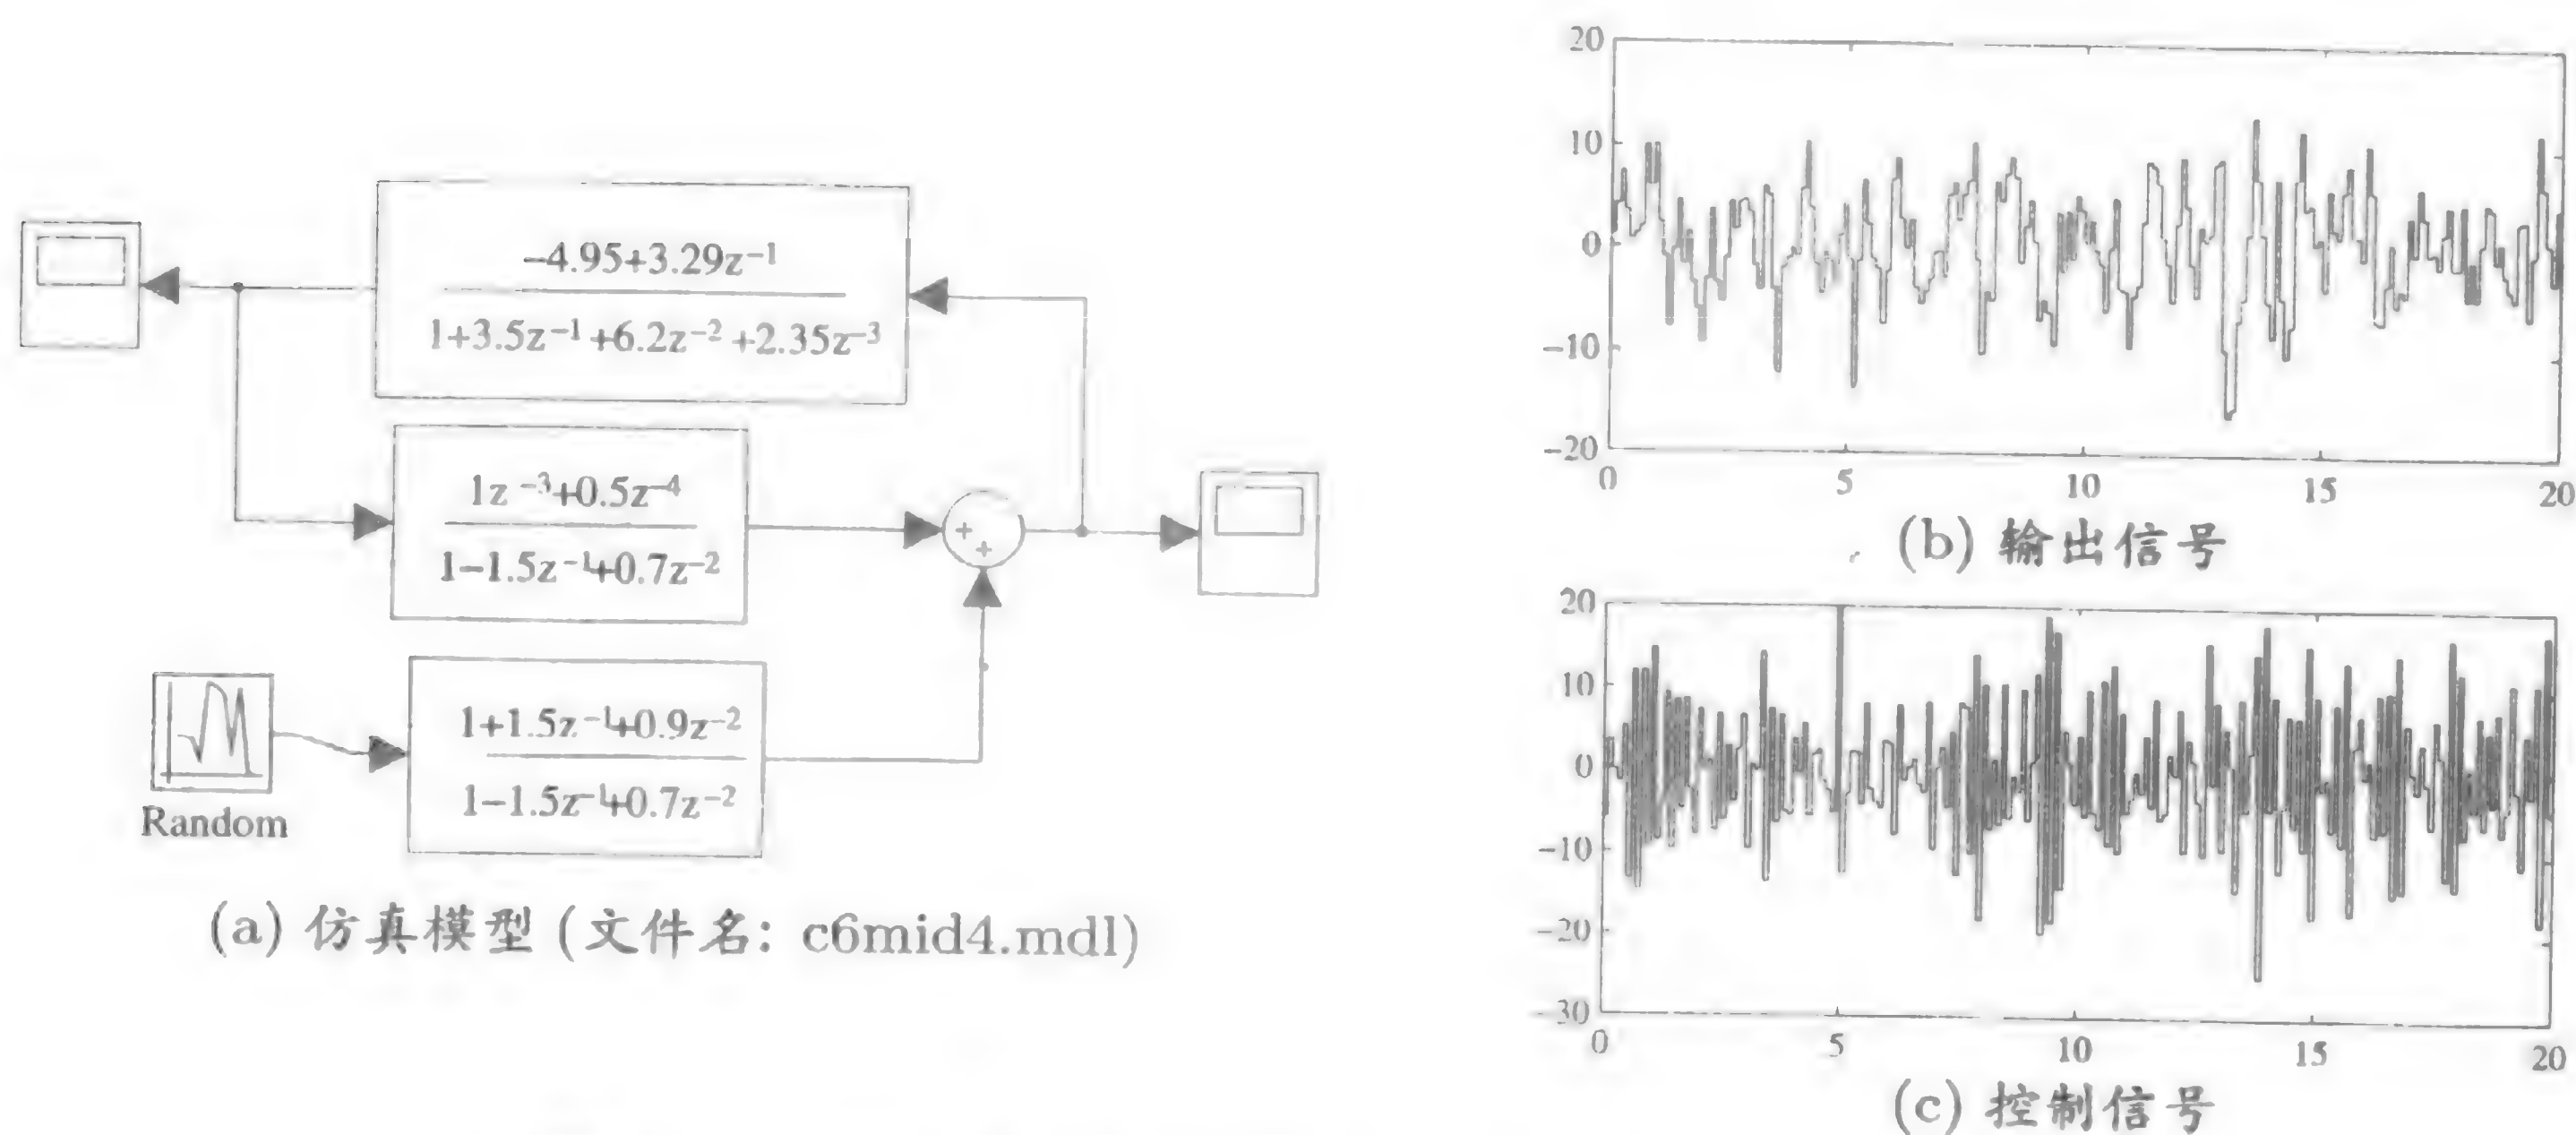 -4.95+3.29z⁻¹
1+3.5z⁻¹+6.2z⁻²+2.35z⁻³
1z⁻³+0.5z⁻⁴
1-1.5z⁻¹+0.7z⁻²
1+1.5z⁻¹+0.9z⁻²
1-1.5z⁻¹+0.7z⁻²
+
+
Random
(a) 仿真模型 (文件名: c6mid4.mdl)
20
10
0
-10
-20
0 5 10 15 20
(b) 输出信号
20
10
0
-10
-20
-30
0 5 10 15 20
(c) 控制信号